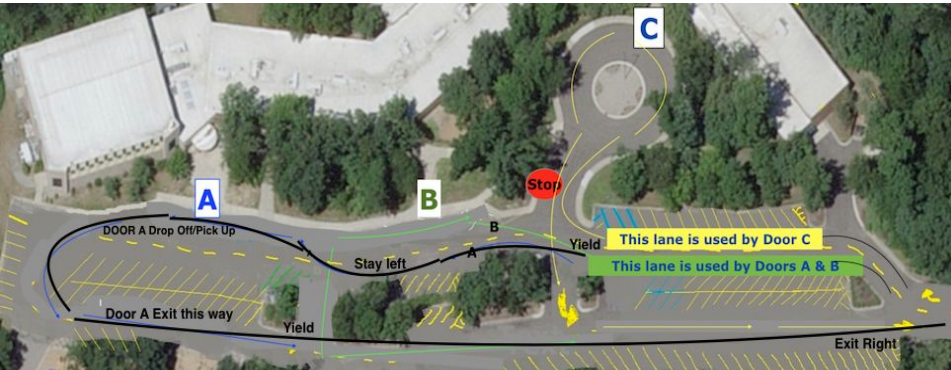 C
Stop
A
B
DOOR A Drop Off/Pick Up
B
A
Stay left
Yield
This lane is used by Door C
This lane is used by Doors A & B
Door A Exit this way
Yield
Exit Right